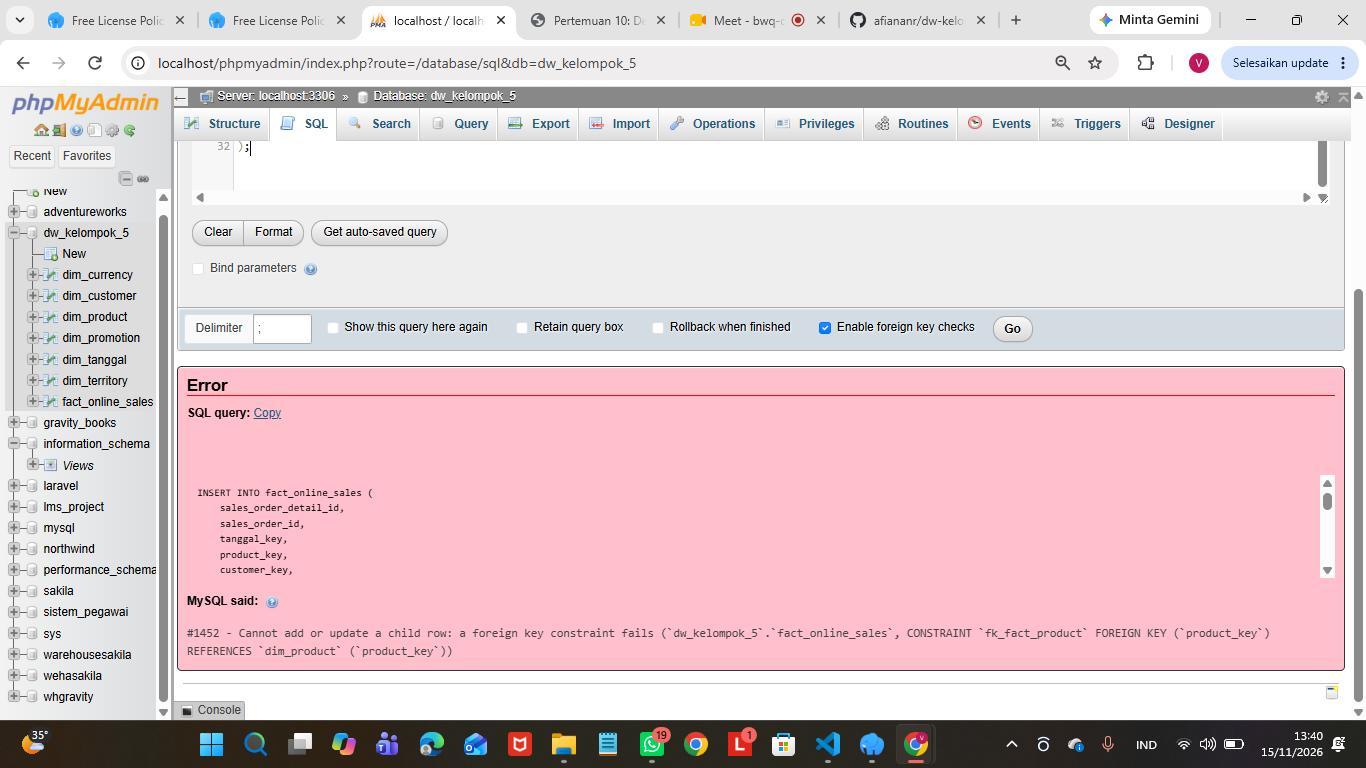 Free License Polic
Free License Polic
localhost / localh
Pertemuan 10: De
Meet - bwq-c
afianann/dw-kelo
Minta Gemini
localhost/phpmyadmin/index.php?route=/database/sql&db=dw_kelompok_5
V
Selesaikan update
phpMyAdmin
Recent
Favorites
New
adventureworks
dw_kelompok_5
New
dim_currency
dim_customer
dim_product
dim_promotion
dim_tanggal
dim_territory
fact_online_sales
gravity_books
information_schema
Views
laravel
lms_project
mysql
northwind
performance_schema
sakila
sistem_pegawai
sys
warehousesakila
wehasakila
whgravity
Server: localhost:3306 » Database: dw_kelompok_5
Structure
SQL
Search
Query
Export
Import
Operations
Privileges
Routines
Events
Triggers
Designer
32 );
Clear
Format
Get auto-saved query
Bind parameters
Delimiter ;
Show this query here again
Retain query box
Rollback when finished
Enable foreign key checks
Go
Error
SQL query: Copy
INSERT INTO fact_online_sales (
sales_order_detail_id,
sales_order_id,
tanggal_key,
product_key,
customer_key,
MySQL said:
#1452 - Cannot add or update a child row: a foreign key constraint fails (`dw_kelompok_5`.`fact_online_sales`, CONSTRAINT `fk_fact_product` FOREIGN KEY (`product_key`)
REFERENCES `dim_product` (`product_key`))
Console
35°
19
1
IND
13:40
15/11/2026